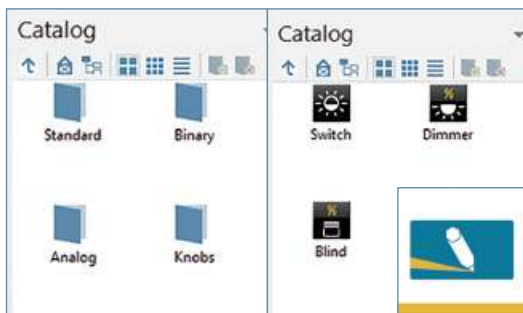 Catalog
Standard Binary
Analog Knobs
Catalog
Switch Dimmer
%
Blind
%